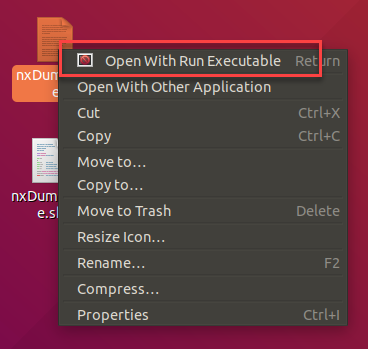 nxDum
e.
nxDum
e.s
Open With Run Executable Return
Open With Other Application
Cut Ctrl+X
Copy Ctrl+C
Move to…
Copy to…
Move to Trash Delete
Resize Icon…
Rename… F2
Compress…
Properties Ctrl+I